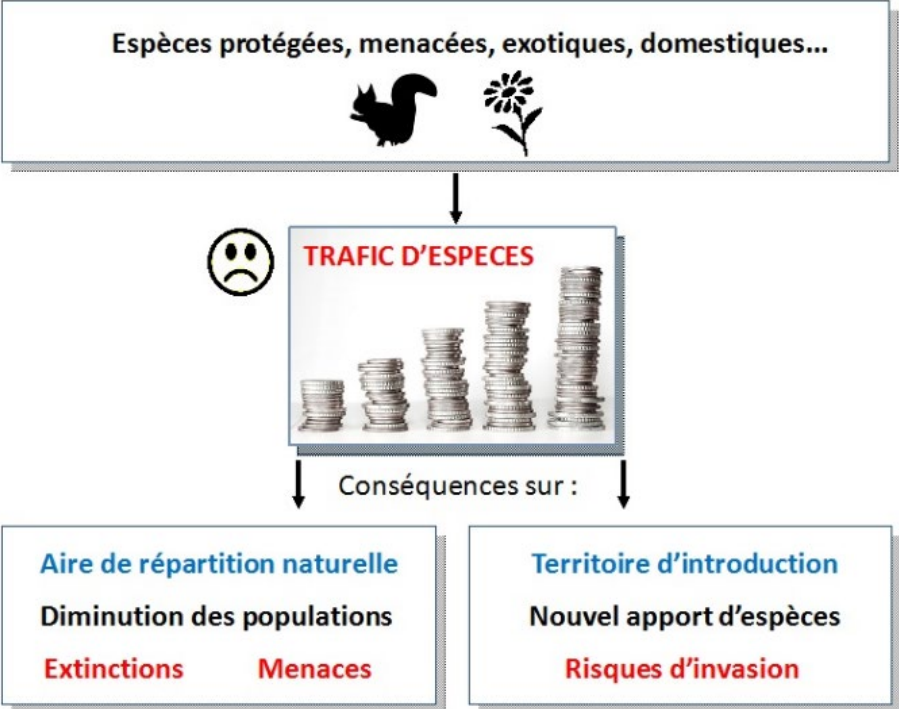 Espèces protégées, menacées, exotiques, domestiques...
TRAFIC D'ESPECES
Conséquences sur :
Aire de répartition naturelle
Diminution des populations
Extinctions Menaces
Territoire d'introduction
Nouvel apport d'espèces
Risques d'invasion